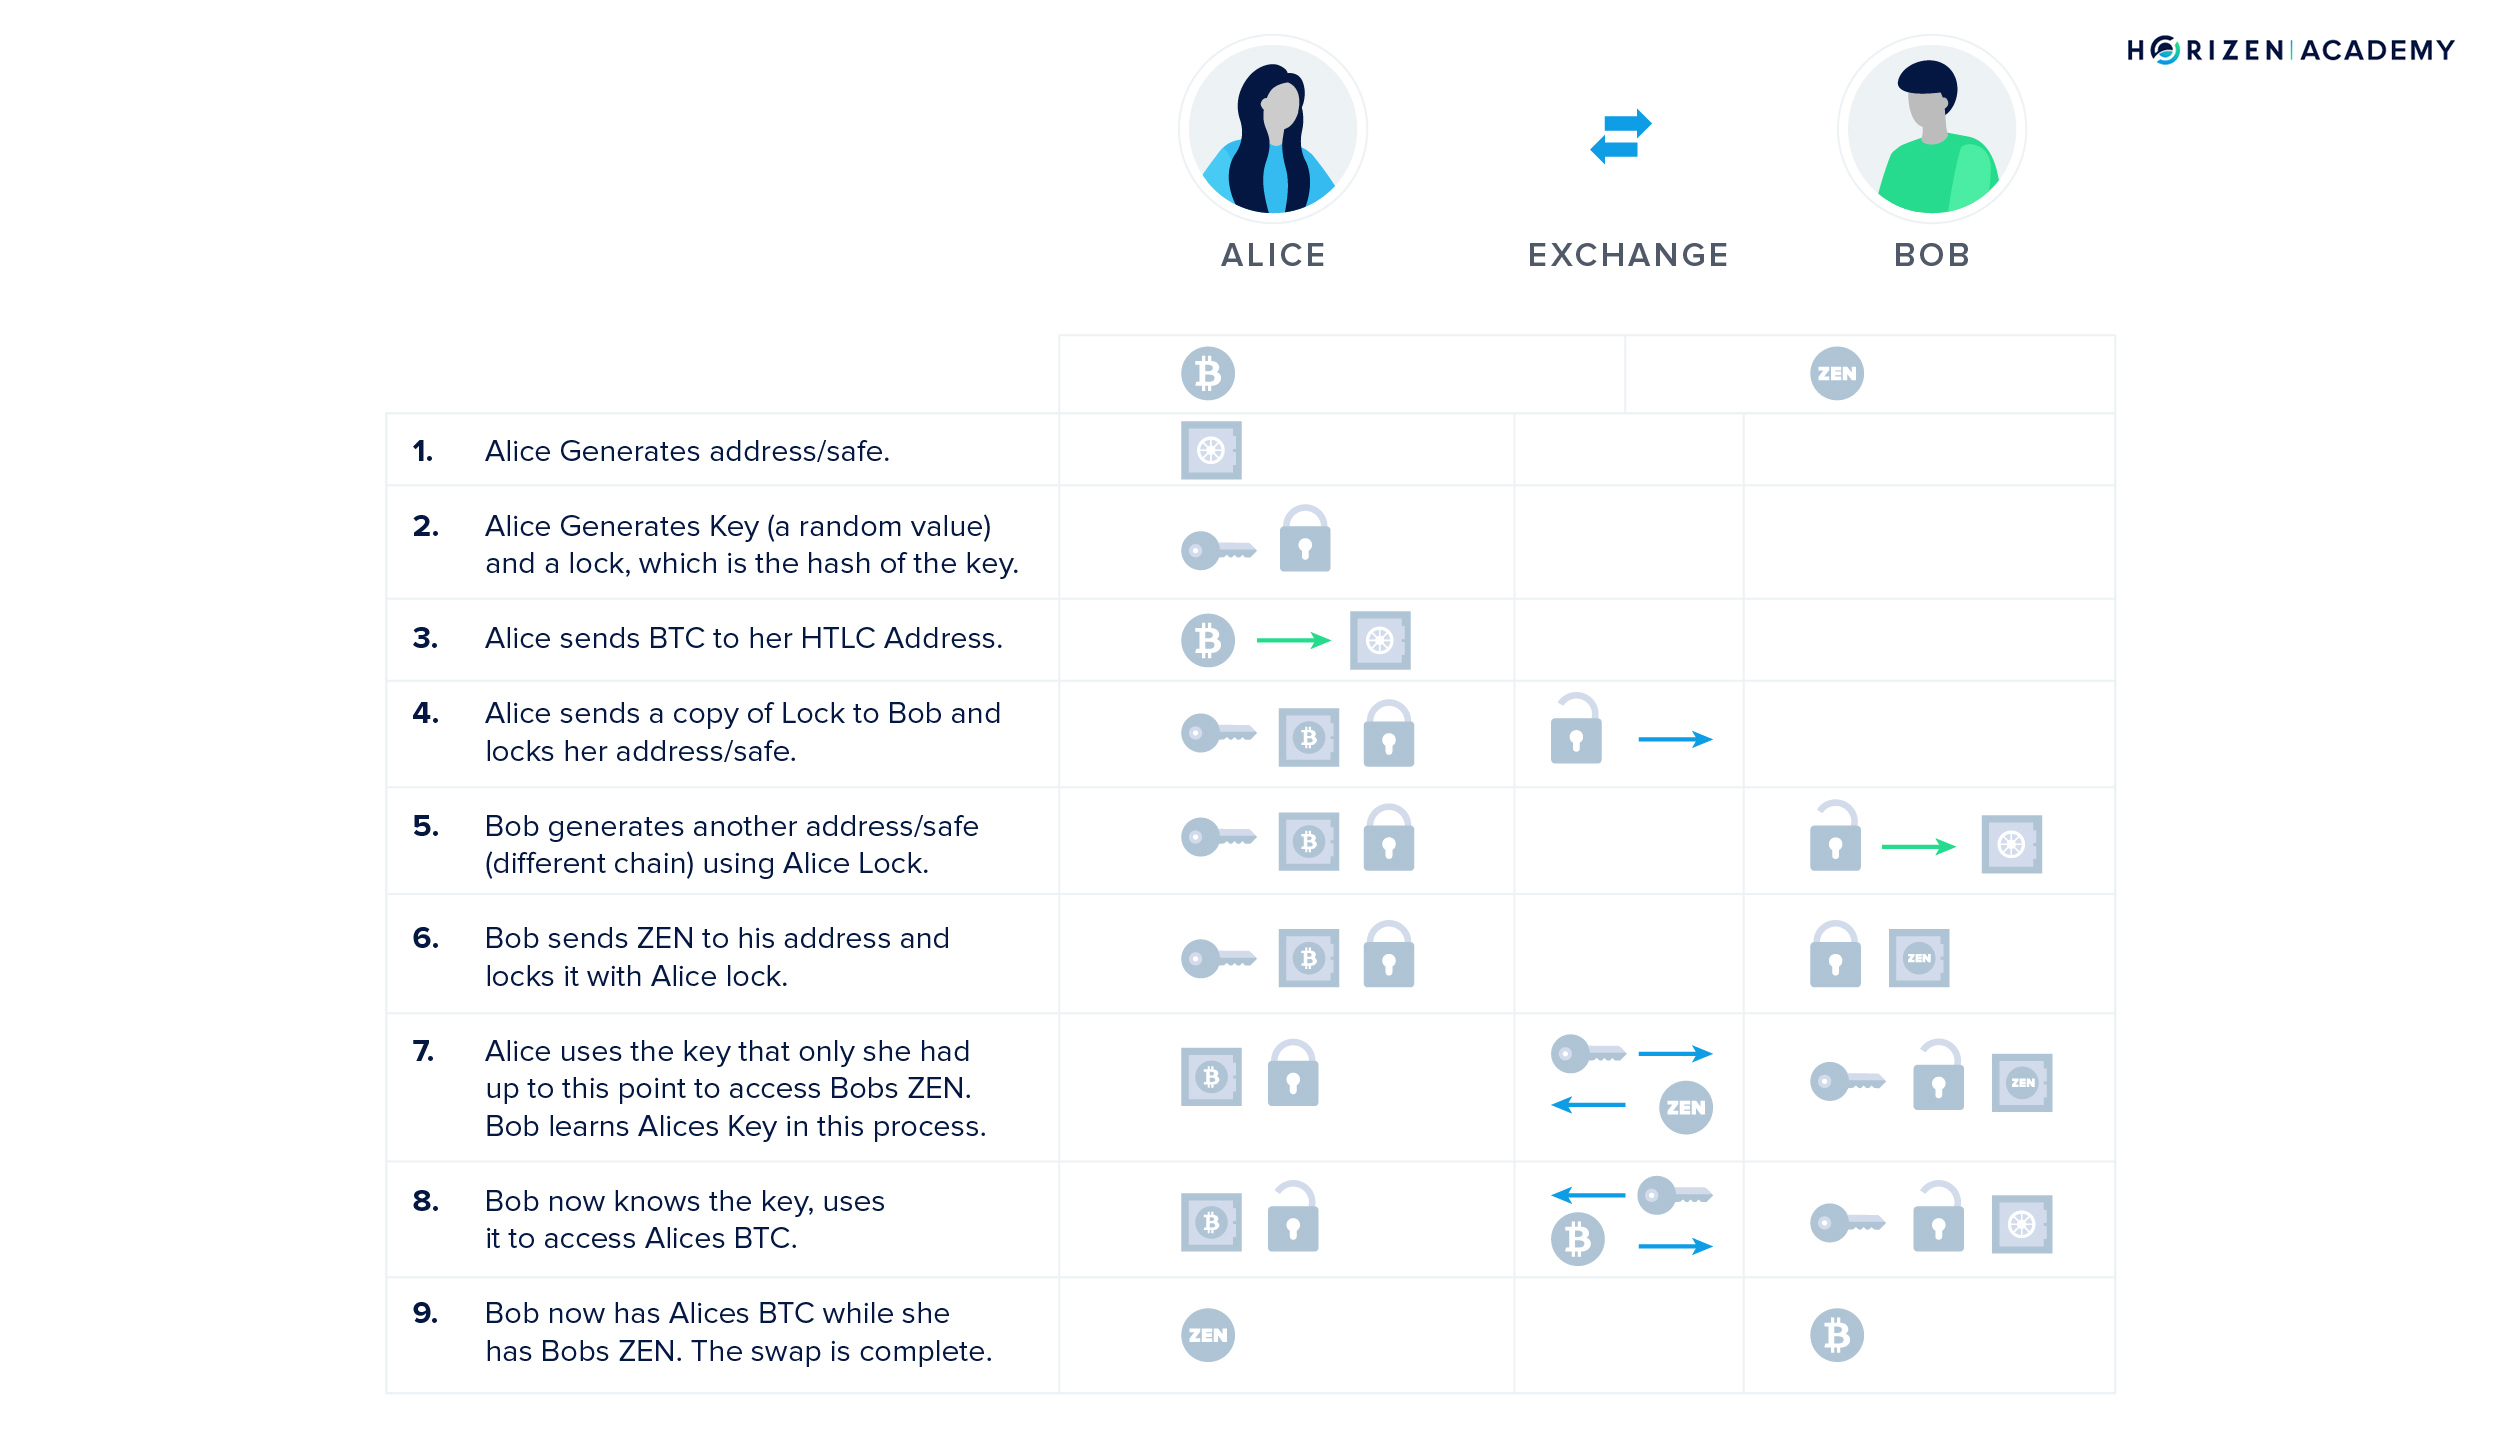 HORIZEN ACADEMY
ALICE
EXCHANGE
BOB
ZEN
1. Alice Generates address/safe.
2. Alice Generates Key (a random value)
and a lock, which is the hash of the key.
3. Alice sends BTC to her HTLC Address.
4. Alice sends a copy of Lock to Bob and
locks her address/safe.
5. Bob generates another address/safe
(different chain) using Alice Lock.
6. Bob sends ZEN to his address and
locks it with Alice lock.
ZEN
7. Alice uses the key that only she had
up to this point to access Bobs ZEN.
Bob learns Alices Key in this process.
ZEN
ZEN
8. Bob now knows the key, uses
it to access Alices BTC.
9. Bob now has Alices BTC while she
has Bobs ZEN. The swap is complete.
ZEN